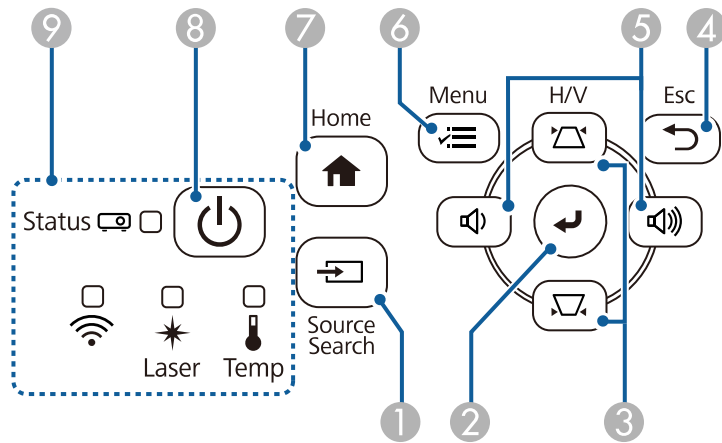 9
8
7
6
5
4
Home
Menu
H/V
Esc
Status
Source
Search
Laser
Temp
1
2
3